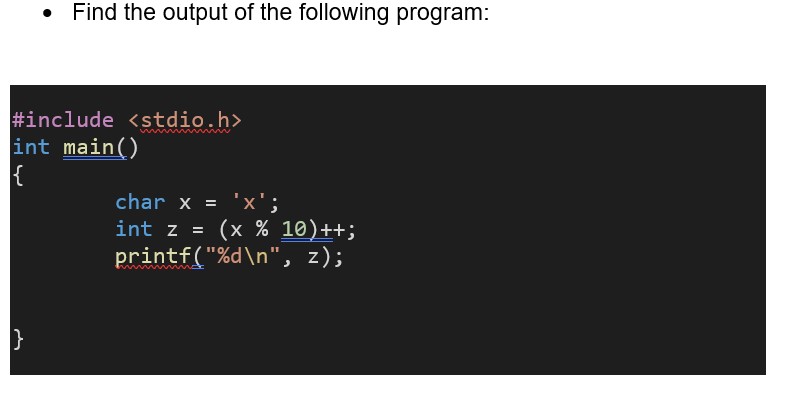 • Find the output of the following program:
#include <stdio.h>
int main()
{
char x = 'x';
int z = (x % 10)++;
printf("%d\n", z);
}